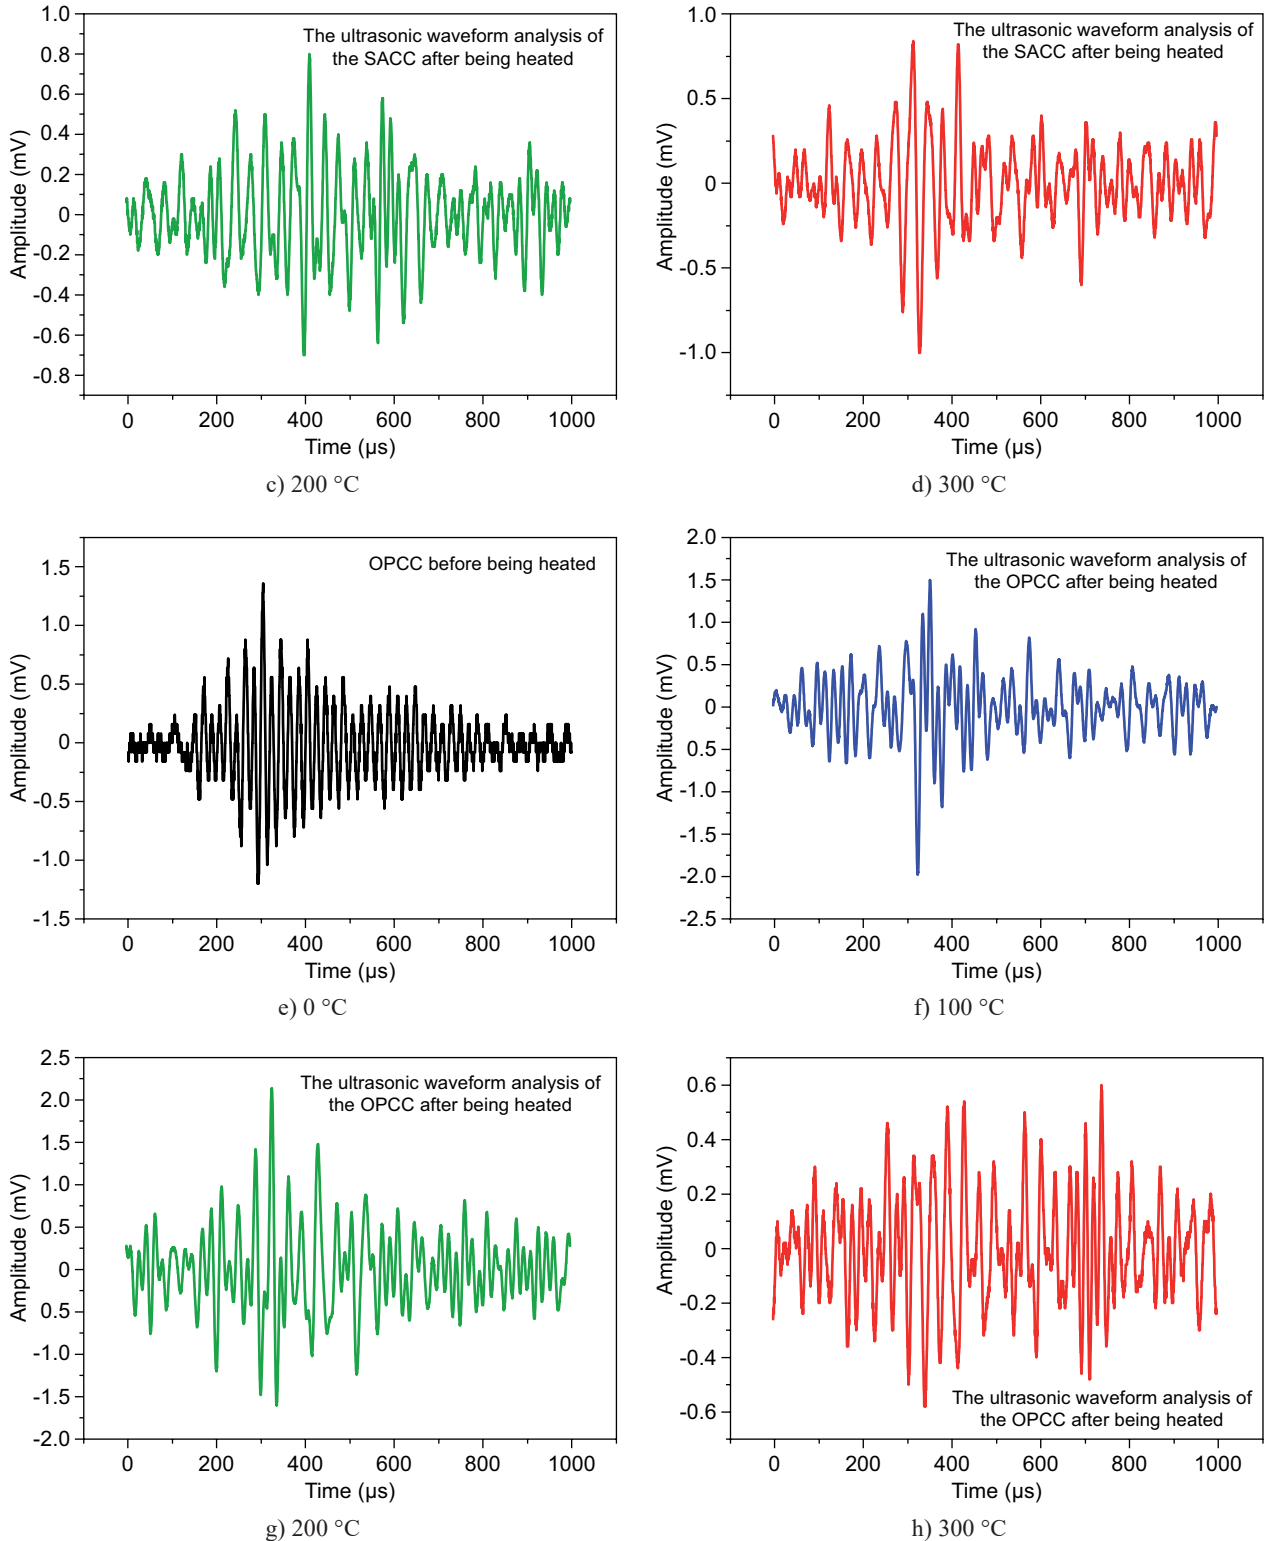 1.0
0.8
0.6
0.4
0.2
0
-0.2
-0.4
-0.6
-0.8
Amplitude (mV)
The ultrasonic waveform analysis of
the SACC after being heated
0 200 400 600 800 1000
Time (µs)
c) 200 °C
1.0
0.5
0
-0.5
-1.0
Amplitude (mV)
The ultrasonic waveform analysis of
the SACC after being heated
0 200 400 600 800 1000
Time (µs)
d) 300 °C
1.5
1.0
0.5
0
-0.5
-1.0
-1.5
Amplitude (mV)
OPCC before being heated
0 200 400 600 800 1000
Time (µs)
e) 0 °C
2.0
1.5
1.0
0.5
0
0.5
-1.0
-1.5
-2.0
-2.5
Amplitude (mV)
The ultrasonic waveform analysis of
the OPCC after being heated
0 200 400 600 800 1000
Time (µs)
f) 100 °C
2.5
2.0
1.5
1.0
0.5
0
0.5
-1.0
-1.5
-2.0
Amplitude (mV)
The ultrasonic waveform analysis of
the OPCC after being heated
0 200 400 600 800 1000
Time (µs)
g) 200 °C
0.6
0.4
0.2
0
-0.2
-0.4
-0.6
Amplitude (mV)
The ultrasonic waveform analysis of
the OPCC after being heated
0 200 400 600 800 1000
Time (µs)
h) 300 °C